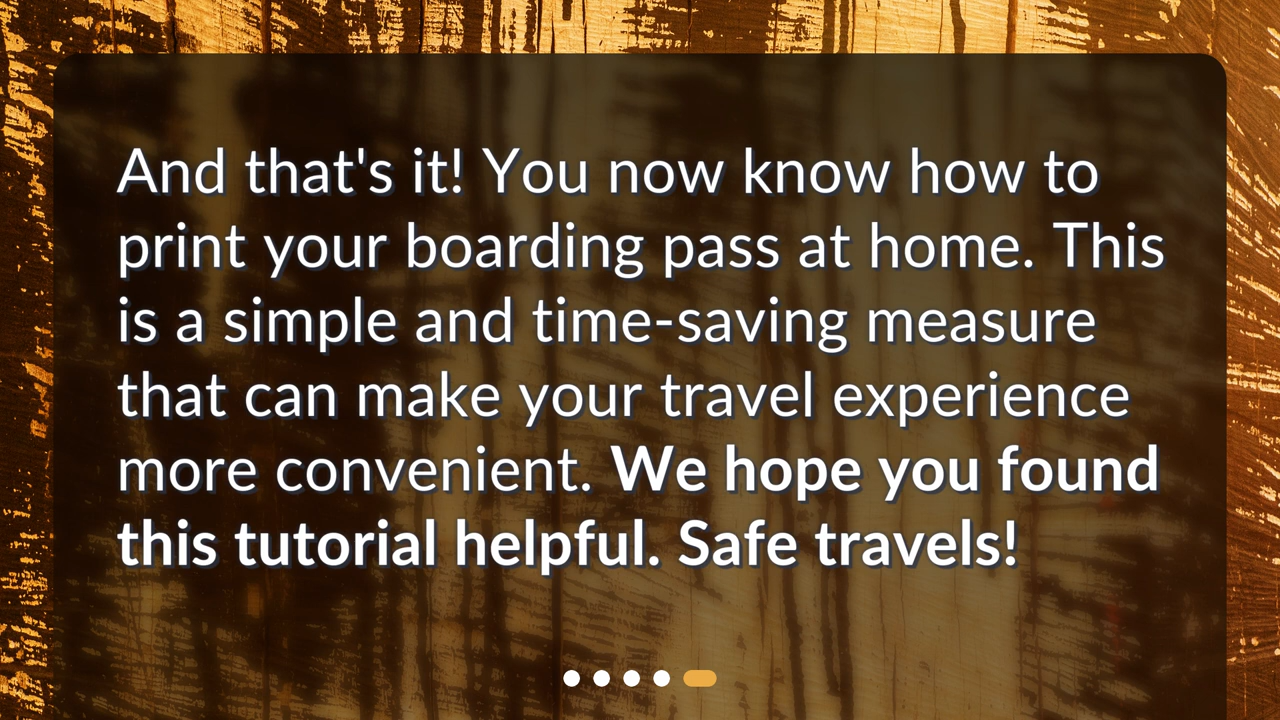 And that's it! You now know how to
print your boarding pass at home. This
is a simple and time-saving measure
that can make your travel experience
more convenient. We hope you found
this tutorial helpful. Safe travels!